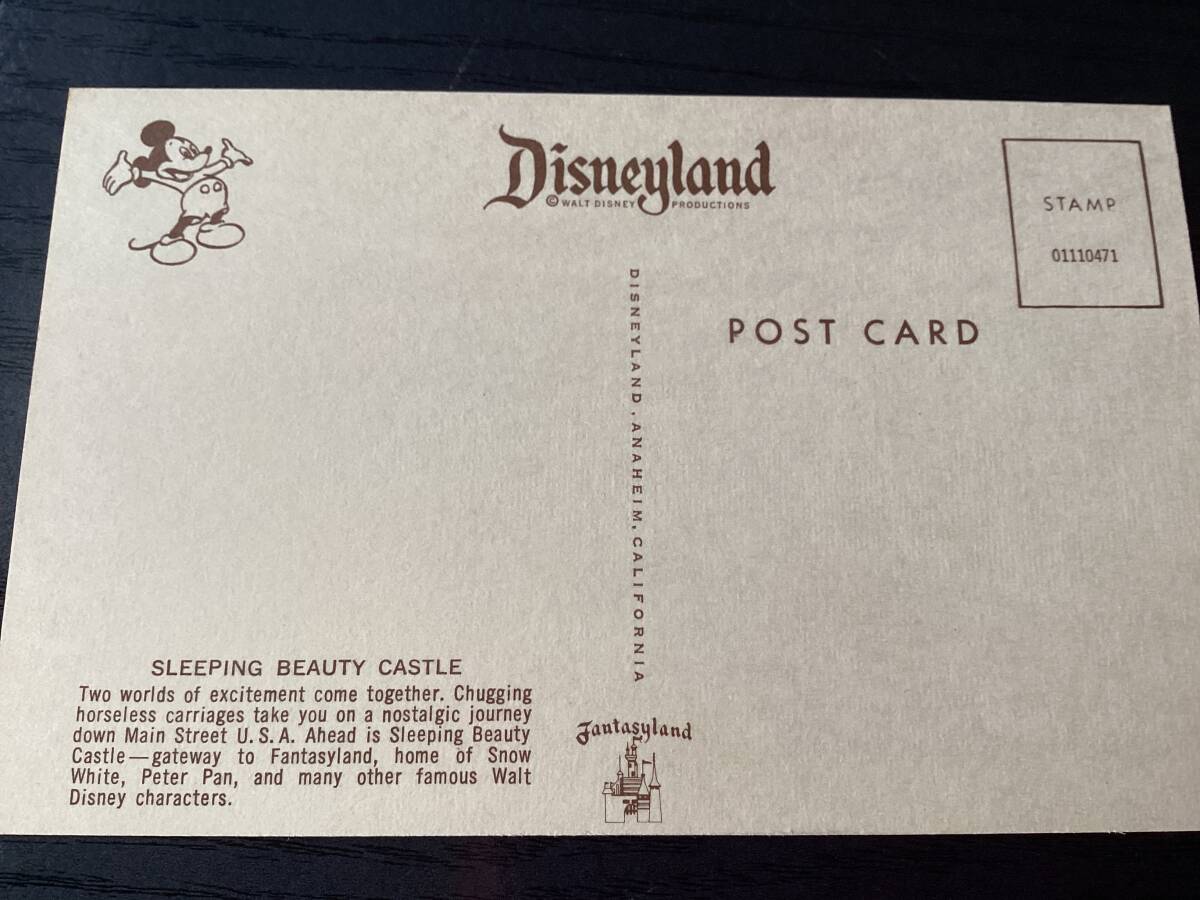 Disneyland
© WALT DISNEY PRODUCTIONS
STAMP
01110471
POST CARD
DISNEYLAND, ANAHEIM, CALIFORNIA
SLEEPING BEAUTY CASTLE
Two worlds of excitement come together. Chugging
horseless carriages take you on a nostalgic journey
down Main Street U.S.A. Ahead is Sleeping Beauty
Castle—gateway to Fantasyland, home of Snow
White, Peter Pan, and many other famous Walt
Disney characters.
Fantasyland